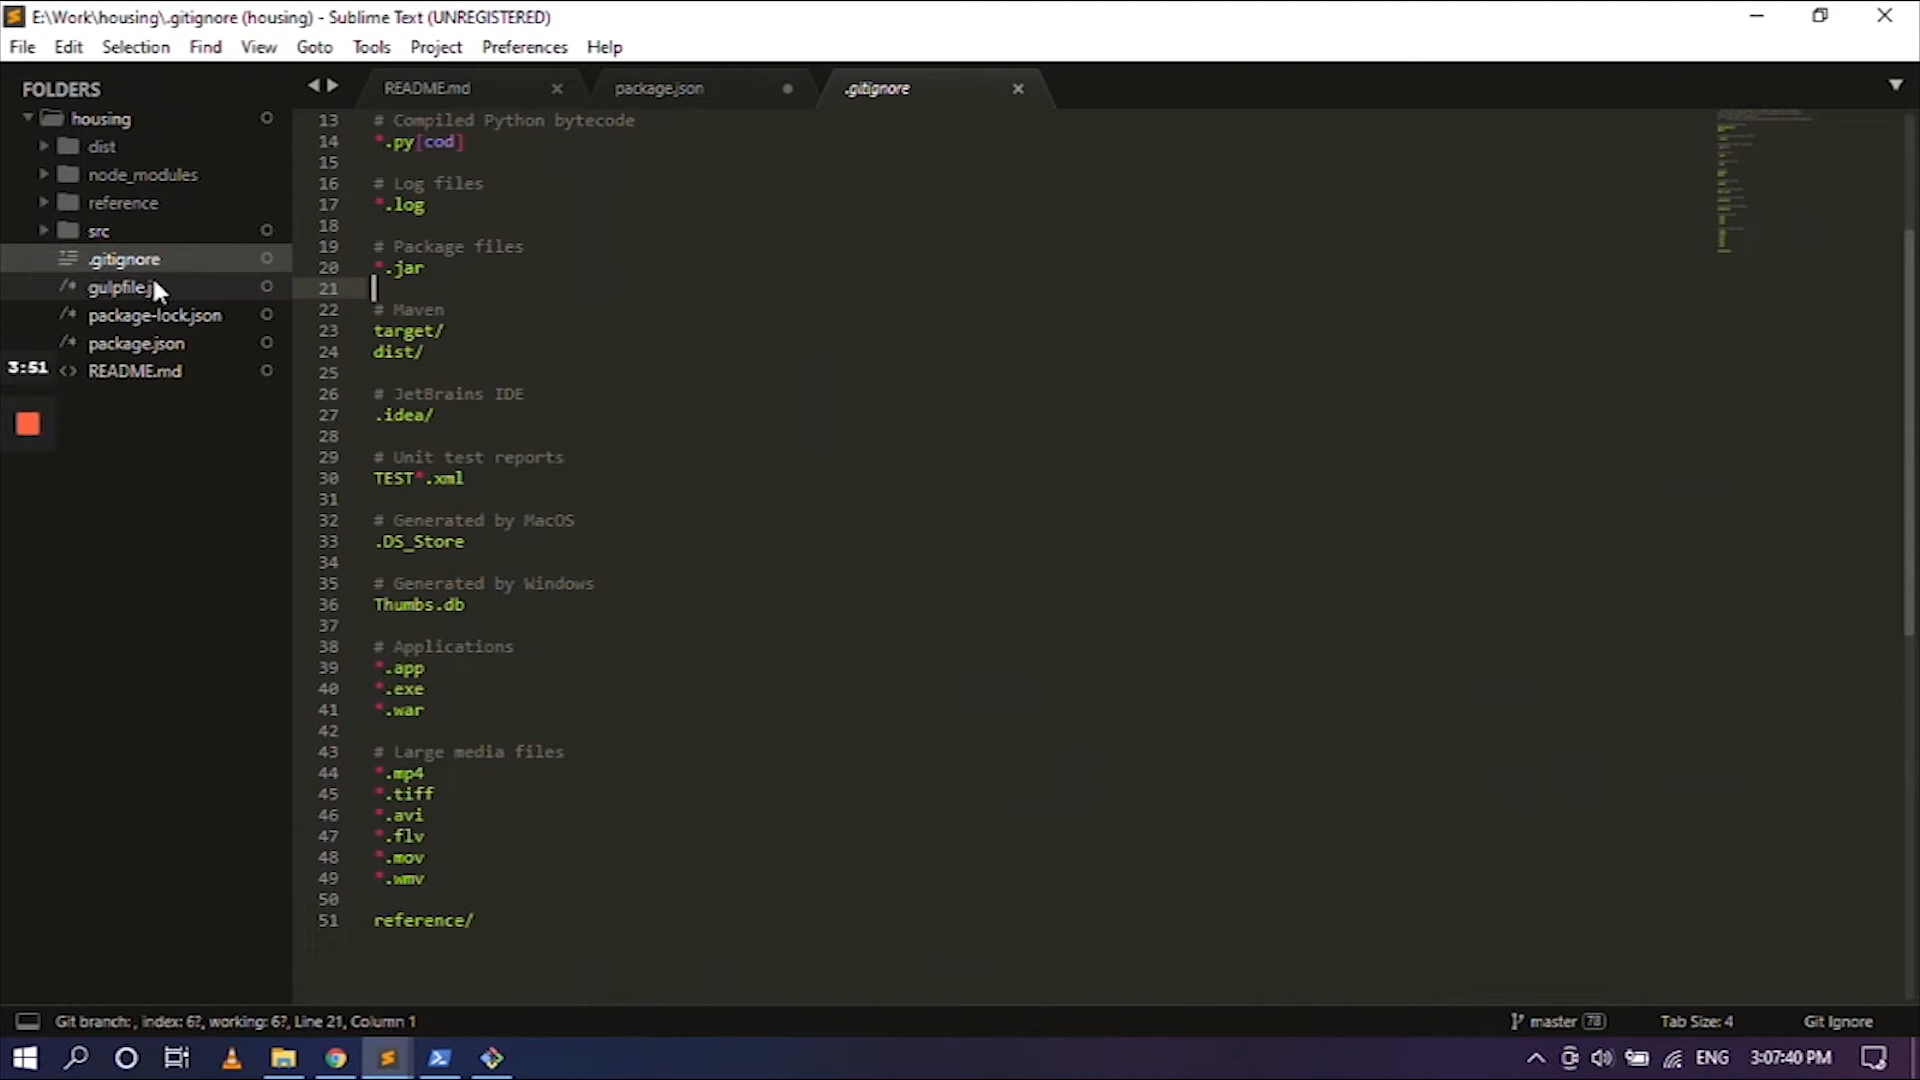 E:\Work\housing\.gitignore (housing) - Sublime Text (UNREGISTERED)
File Edit Selection Find View Goto Tools Project Preferences Help
FOLDERS
housing
dist
node_modules
reference
src
.gitignore
gulpfile.j
/* package-lock.json
/* package.json
<> README.md
3:51
README.md
package.json
.gitignore
13 # Compiled Python bytecode
14 *.py[cod]
15
16 # Log files
17 *.log
18
19 # Package files
20 *.jar
21
22 # Maven
23 target/
24 dist/
25
26 # JetBrains IDE
27 .idea/
28
29 # Unit test reports
30 TEST*.xml
31
32 # Generated by MacOS
33 .DS_Store
34
35 # Generated by Windows
36 Thumbs.db
37
38 # Applications
39 *.app
40 *.exe
41 *.war
42
43 # Large media files
44 *.mp4
45 *.tiff
46 *.avi
47 *.flv
48 *.mov
49 *.wmv
50
51 reference/
Git branch: , index: 6?, working: 6?, Line 21, Column 1
master 78 Tab Size: 4 Git Ignore
ENG 3:07:40 PM